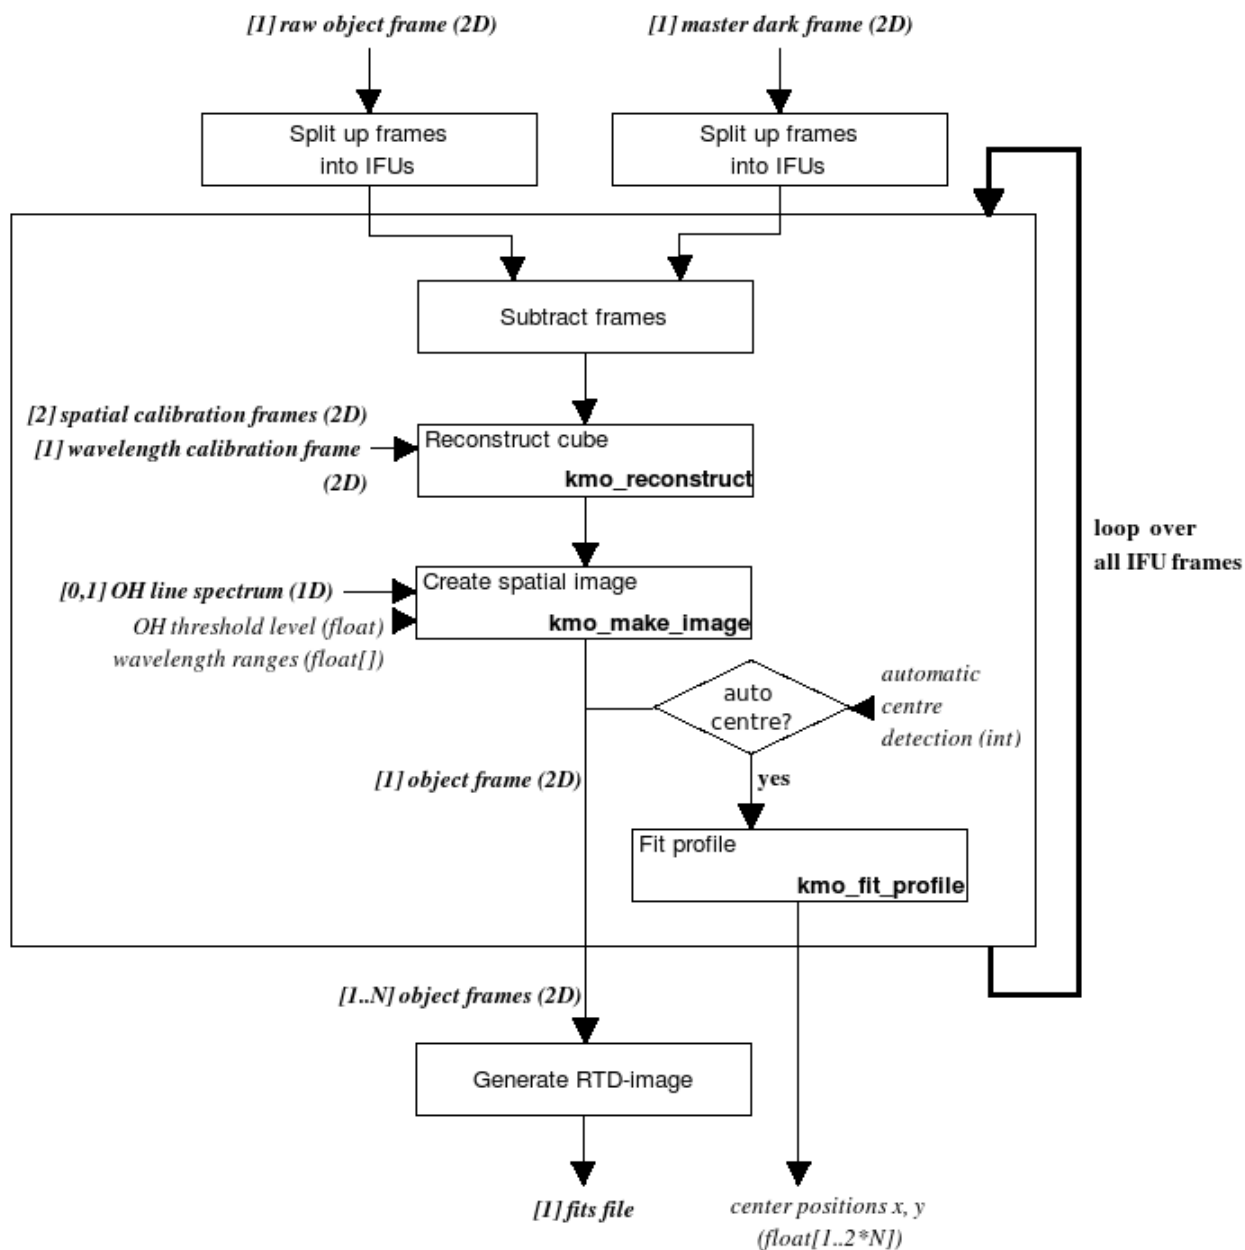 [1] raw object frame (2D)
[1] master dark frame (2D)
Split up frames
into IFUs
Split up frames
into IFUs
Subtract frames
[2] spatial calibration frames (2D)
[1] wavelength calibration frame
(2D)
Reconstruct cube
kmo_reconstruct
loop over
all IFU frames
[0,1] OH line spectrum (1D)
OH threshold level (float)
wavelength ranges (float[])
Create spatial image
kmo_make_image
auto
centre?
automatic
centre
detection (int)
[1] object frame (2D)
yes
Fit profile
kmo_fit_profile
[1..N] object frames (2D)
Generate RTD-image
[1] fits file
center positions x, y
(float[1..2*N])